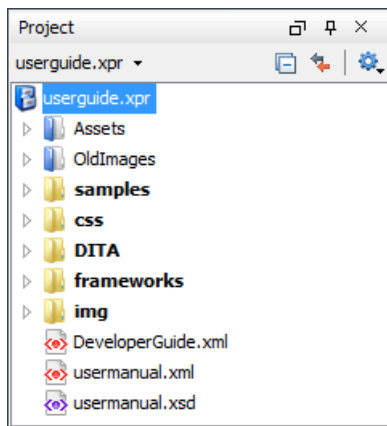 Project
userguide.xpr
userguide.xpr
Assets
OldImages
samples
css
DITA
frameworks
img
DeveloperGuide.xml
usermanual.xml
usermanual.xsd